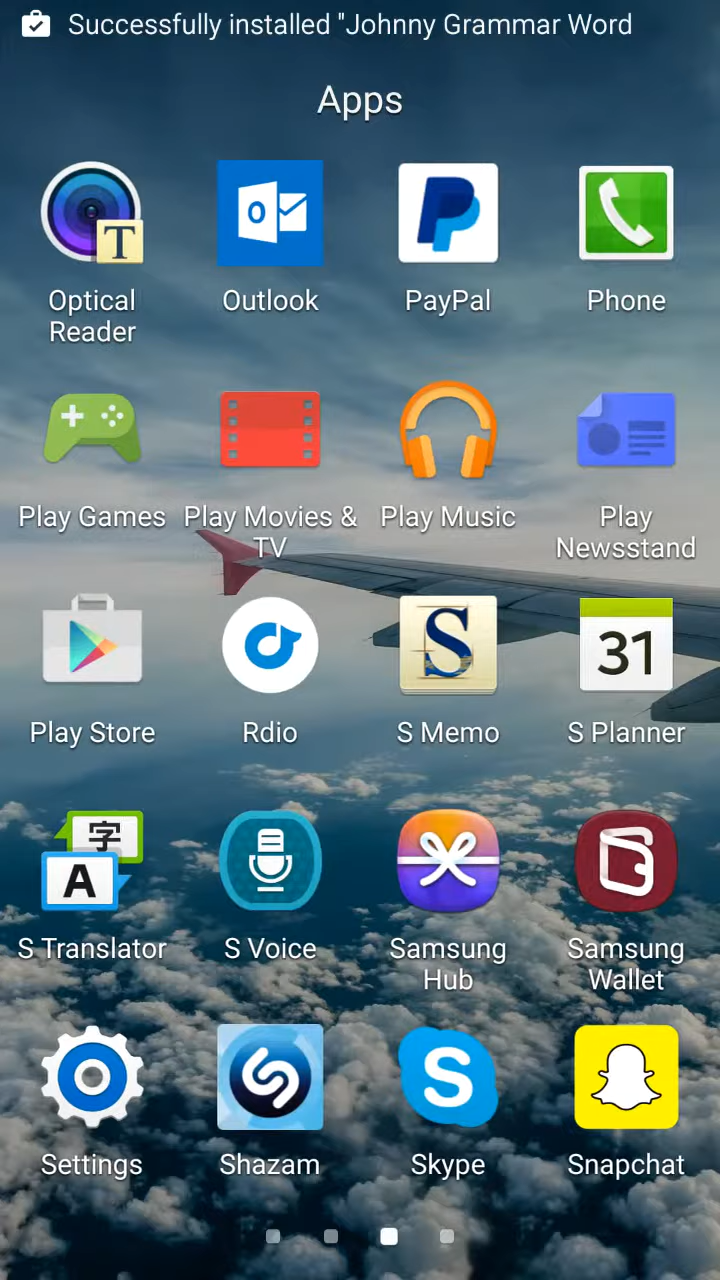 Successfully installed "Johnny Grammar Word
Apps
T
O
Optical
Reader
Outlook
PayPal
Phone
Play Games
Play Movies &
TV
Play Music
Play
Newsstand
S
31
Play Store
Rdio
S Memo
S Planner
字
A
S Translator
S Voice
Samsung
Hub
Samsung
Wallet
S
Settings
Shazam
Skype
Snapchat